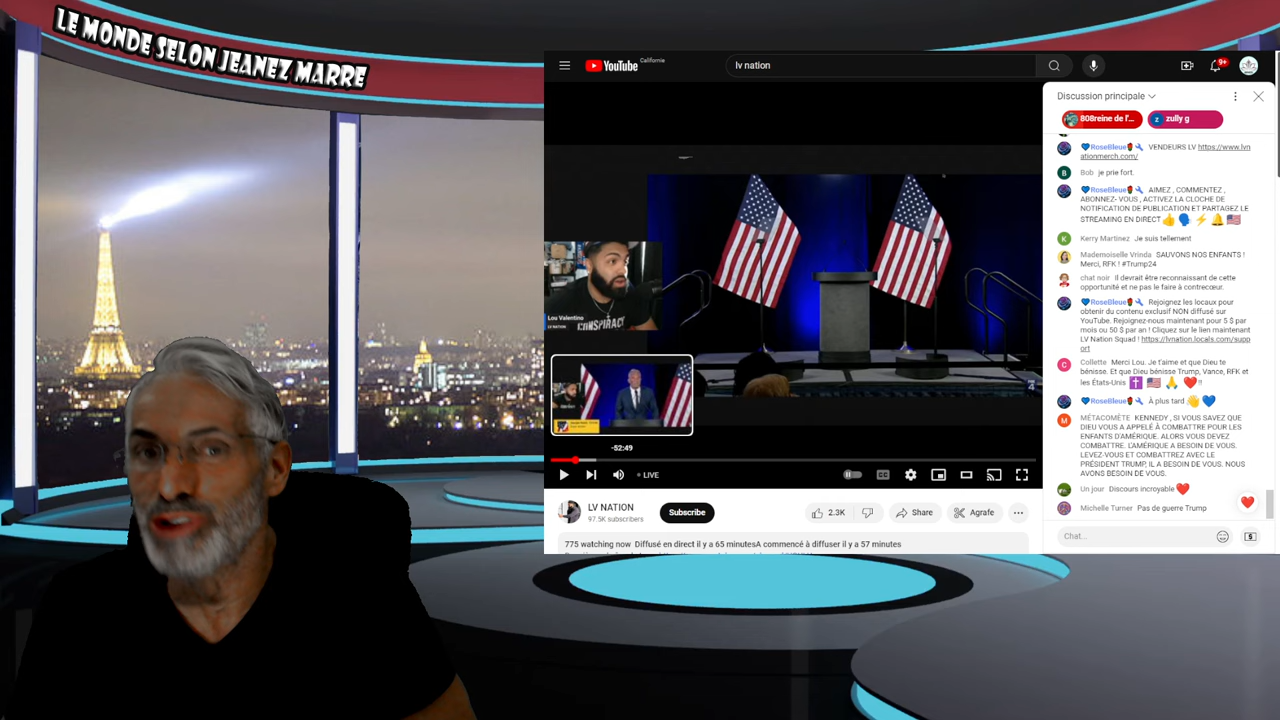 LE MONDE SELON JEANEZ MARRE
YouTube
Californie
lv nation
9+
Discussion principale
808reine de l'...
z zully g
RoseBleue VENDEURS LV https://www.lvn
ationmerch.com/
B Bob je prie fort.
RoseBleue AIMEZ , COMMENTEZ ,
ABONNEZ- VOUS , ACTIVEZ LA CLOCHE DE
NOTIFICATION DE PUBLICATION ET PARTAGEZ LE
STREAMING EN DIRECT
K Kerry Martinez Je suis tellement
Mademoiselle Vrinda SAUVONS NOS ENFANTS !
Merci, RFK ! #Trump24
chat noir Il devrait être reconnaissant de cette
opportunité et ne pas le faire à contrecœur.
RoseBleue Rejoignez les locaux pour
obtenir du contenu exclusif NON diffusé sur
YouTube. Rejoignez-nous maintenant pour 5 $ par
mois ou 50 $ par an ! Cliquez sur le lien maintenant
LV Nation Squad ! https://lvnation.locals.com/supp
ort
C Collette Merci Lou. Je t'aime et que Dieu te
bénisse. Et que Dieu bénisse Trump, Vance, RFK et
les États-Unis !!
RoseBleue À plus tard
M MÉTACOMÈTE KENNEDY , SI VOUS SAVEZ QUE
DIEU VOUS A APPELÉ À COMBATTRE POUR LES
ENFANTS D'AMÉRIQUE. ALORS VOUS DEVEZ
COMBATTRE. L'AMÉRIQUE A BESOIN DE VOUS.
LEVEZ-VOUS ET COMBATTREZ AVEC LE
PRÉSIDENT TRUMP, IL A BESOIN DE VOUS. NOUS
AVONS BESOIN DE VOUS.
Un jour Discours incroyable
Michelle Turner Pas de guerre Trump
Chat...
Lou Valentino
LV NATION
CONSPIRACY
-52:49
LIVE
CC
LV NATION
97.5K subscribers
Subscribe
2.3K
Share
Agrafe
775 watching now Diffusé en direct il y a 65 minutesA commencé à diffuser il y a 57 minutes